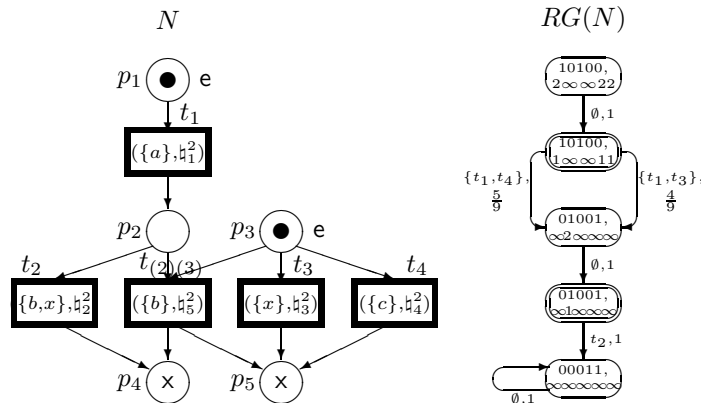 N
RG(N)
p₁ e
t₁
({a},♮²₁)
p₂
p₃ e
t₂
t₍₂₎₍₃₎
t₃
t₄
({b,x},♮²₂)
({b},♮²₅)
({x},♮²₃)
({c},♮²₄)
p₄ x
p₅ x
10100,
2∞∞22
∅,1
10100,
1∞∞11
{t₁,t₄},
5/9
{t₁,t₃},
4/9
01001,
∞2∞∞∞
∅,1
01001,
∞1∞∞∞
t₂,1
00011,
∞∞∞∞∞
∅,1